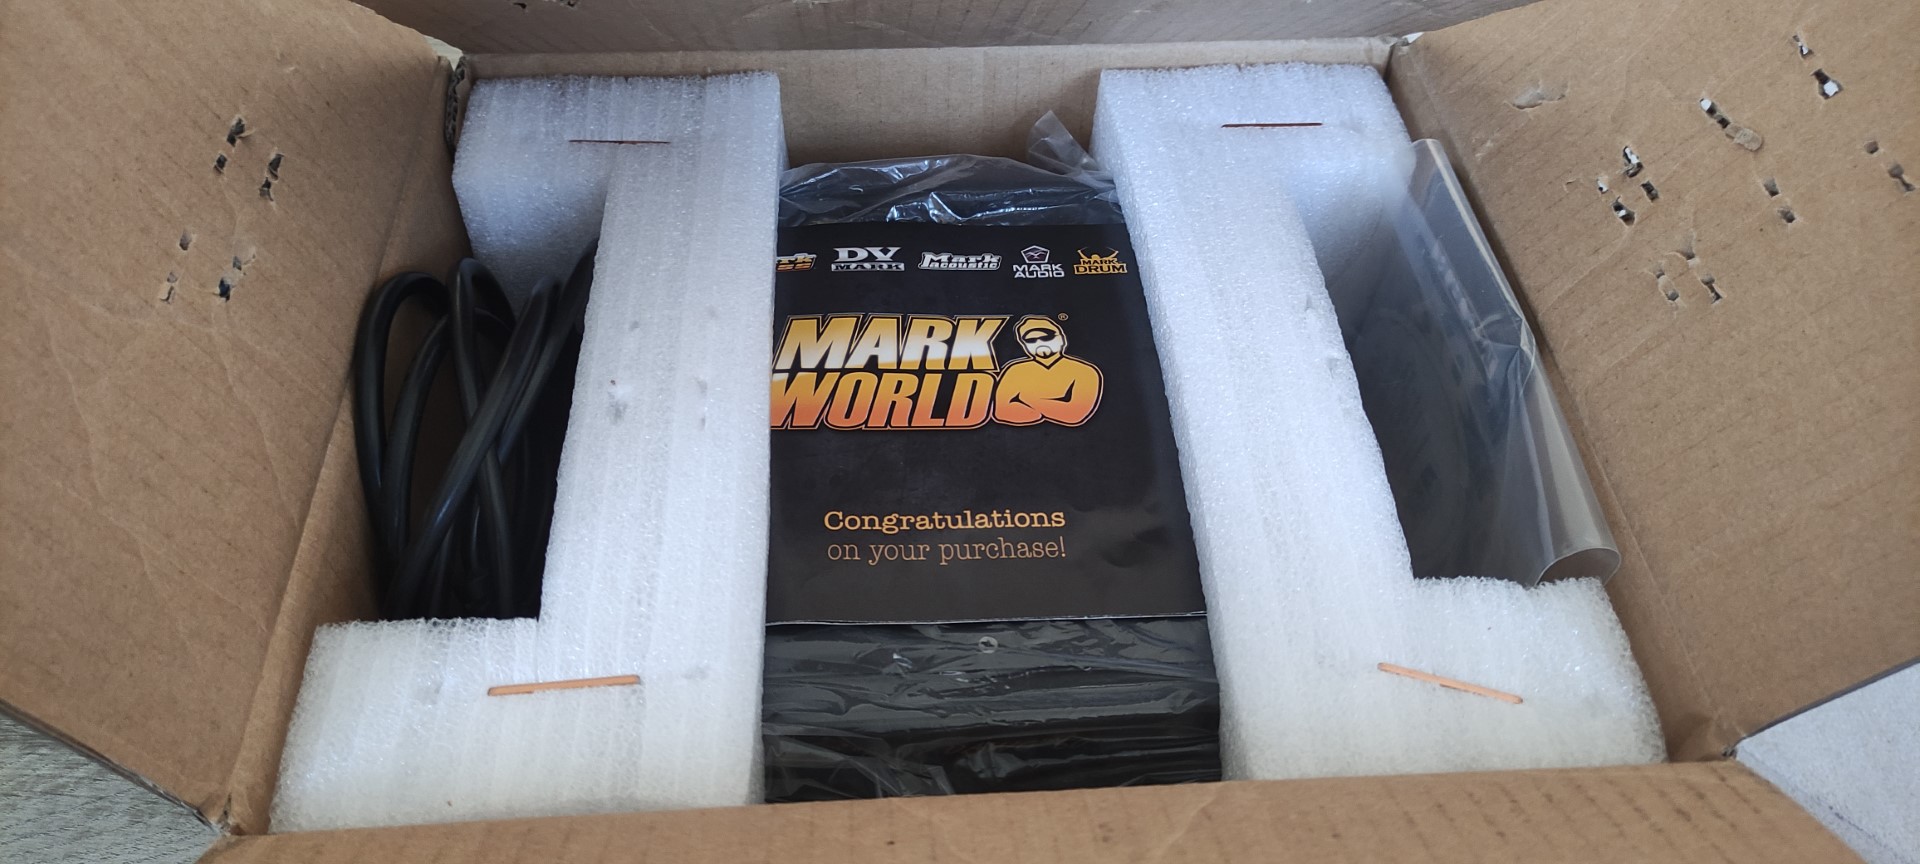 DV
MARK
Mark
acoustic
MARK
AUDIO
MARK
DRUM
MARK
WORLD
®
Congratulations
on your purchase!